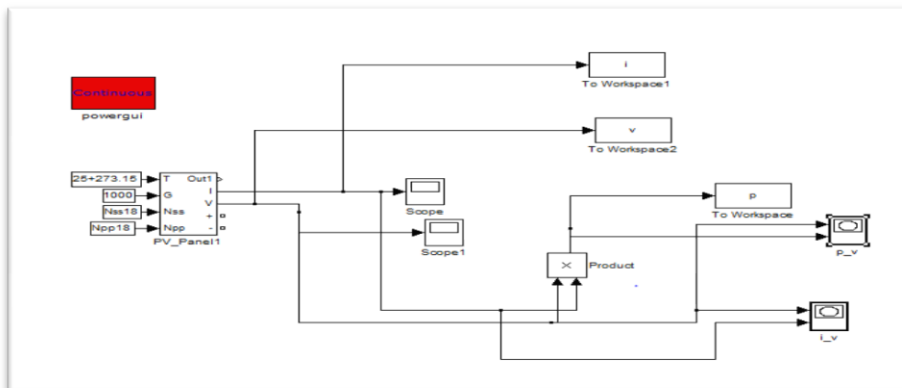 i
To Workspace1
Continuous
powergui
v
To Workspace2
25+273.15
T
Out1
1000
G
I
Nss18
Nss
V
+
Npp18
Npp
-
PV_Panel1
Scope
Scope1
p
To Workspace
×
Product
p_v
i_v